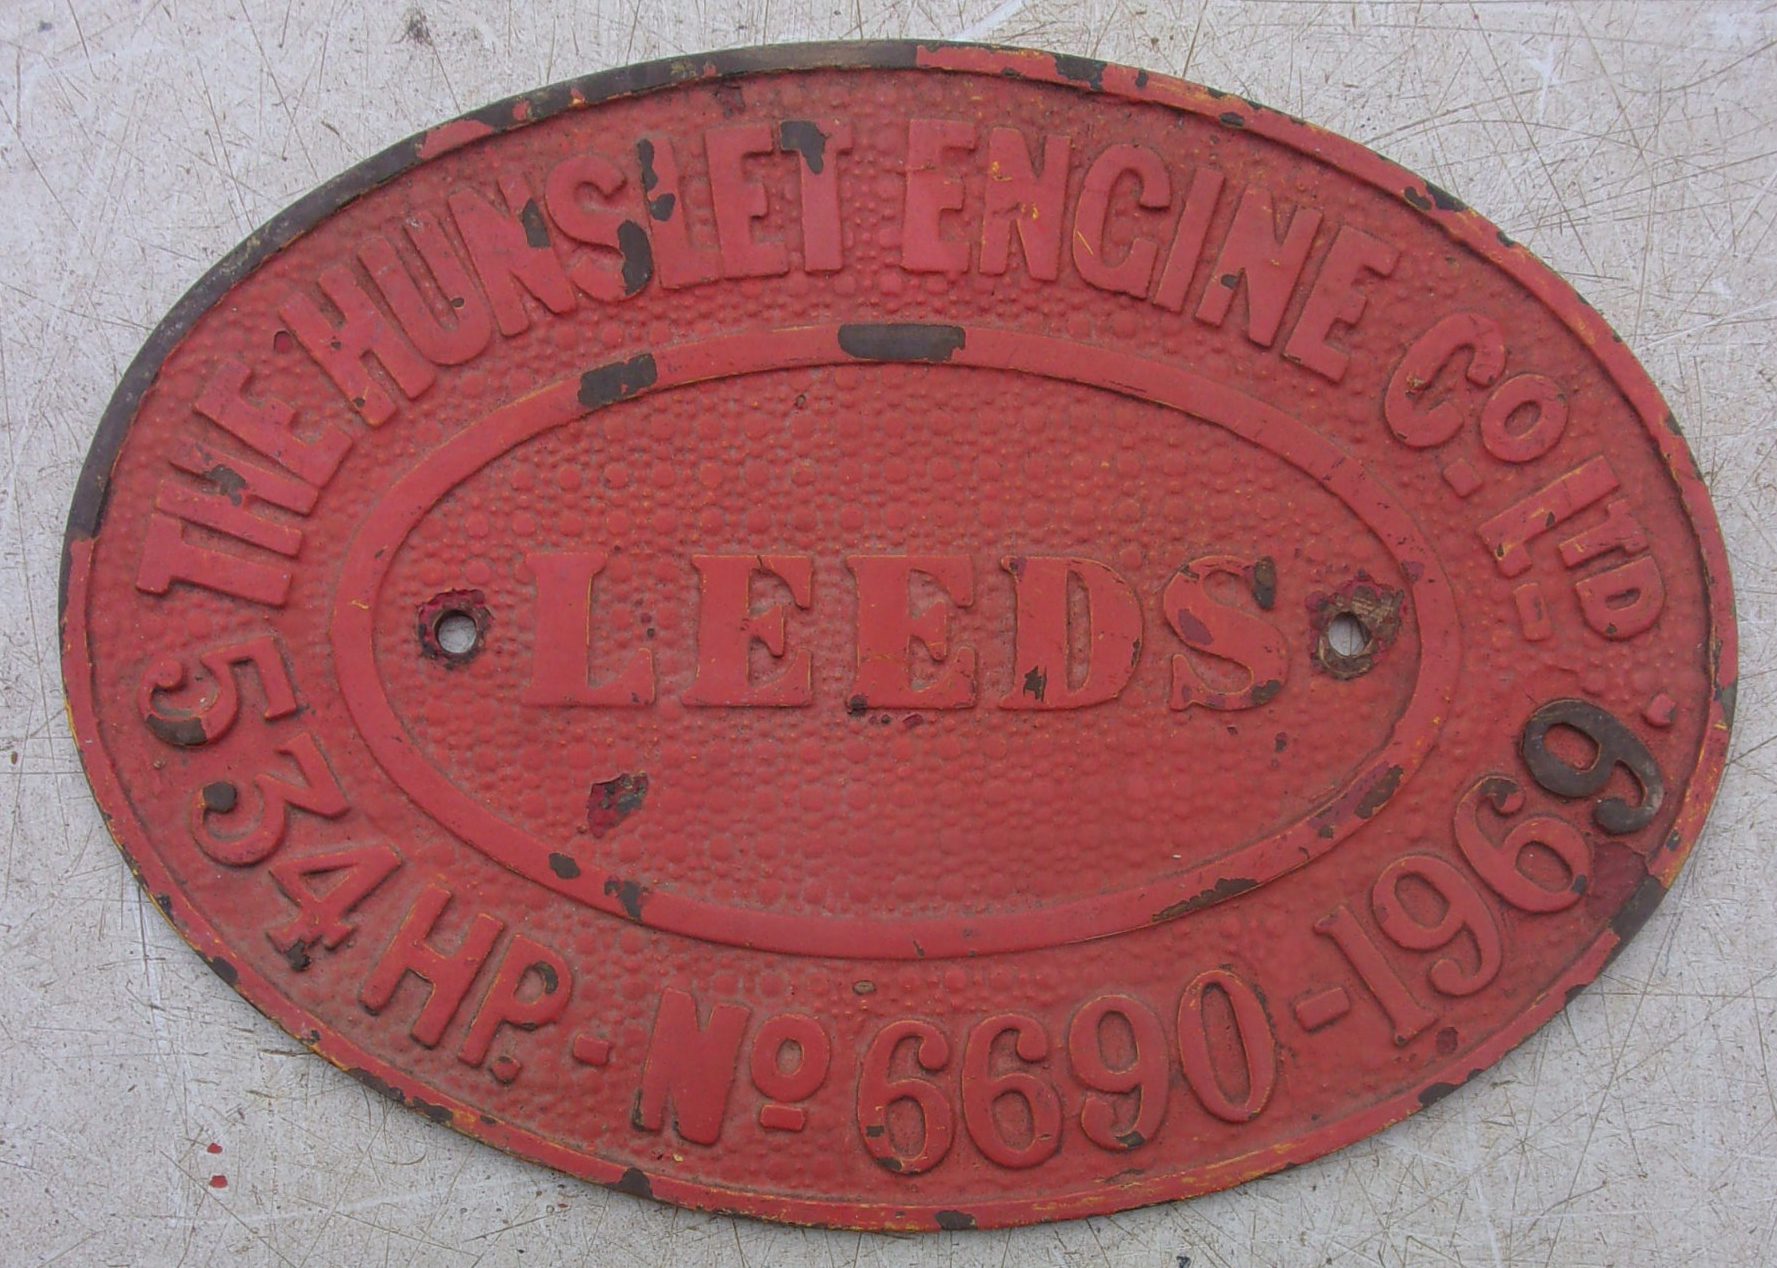 THE HUNSLET ENGINE Co. LTD.
LEEDS
534 HP. - No 6690 - 1969